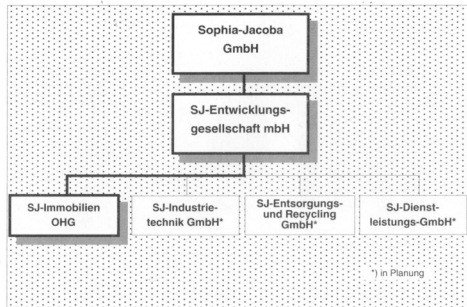 Sophia-Jacoba
GmbH
SJ-Entwicklungs-
gesellschaft mbH
SJ-Immobilien
OHG
SJ-Industrie-
technik GmbH*
SJ-Entsorgungs-
und Recycling
GmbH*
SJ-Dienst-
leistungs-GmbH*
*) in Planung